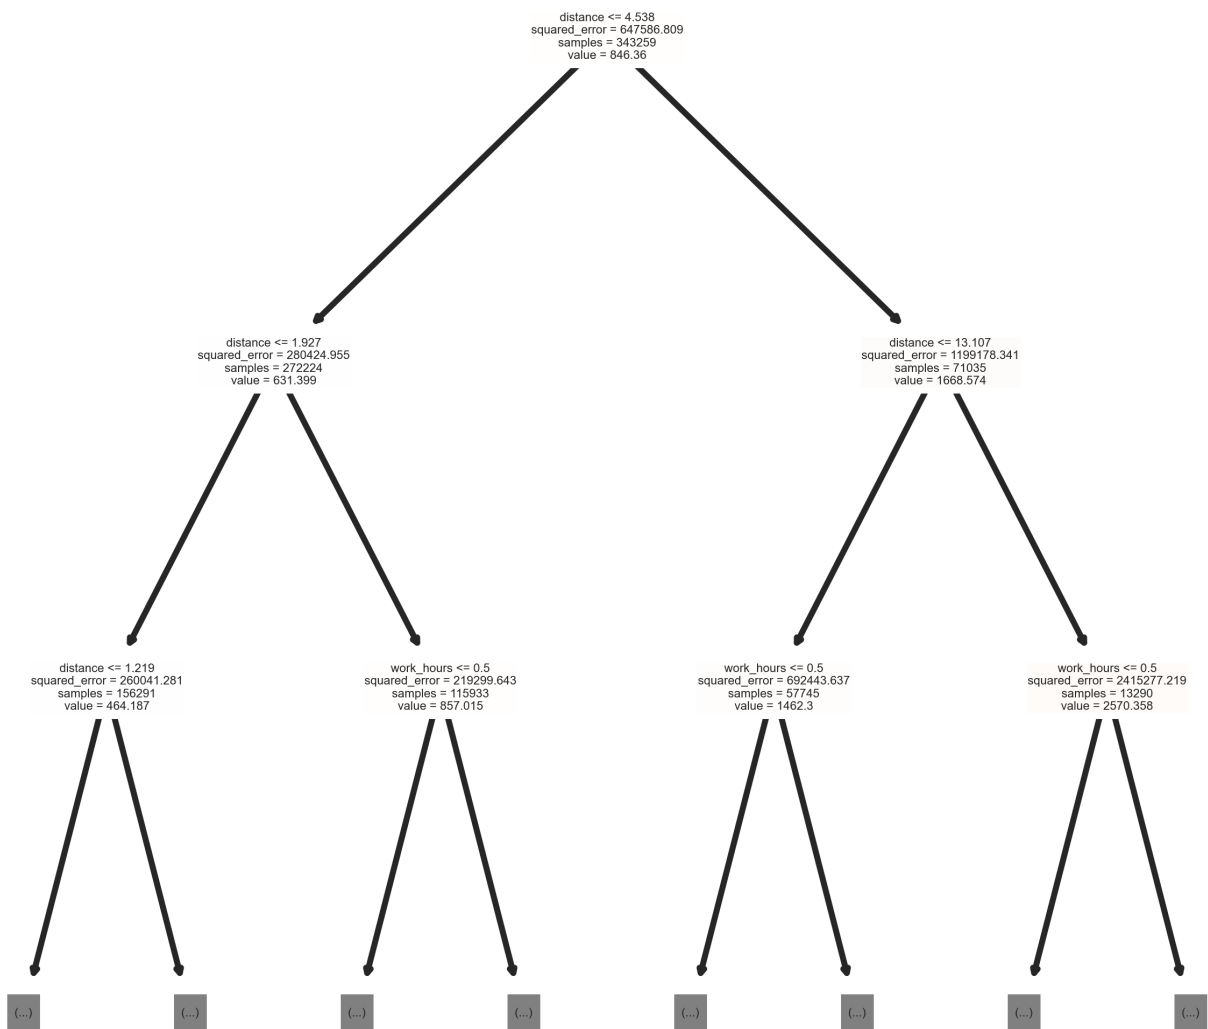 distance <= 4.538
squared_error = 647586.809
samples = 343259
value = 846.36
distance <= 1.927
squared_error = 280424.955
samples = 272224
value = 631.399
distance <= 13.107
squared_error = 1199178.341
samples = 71035
value = 1668.574
distance <= 1.219
squared_error = 260041.281
samples = 156291
value = 464.187
work_hours <= 0.5
squared_error = 219299.643
samples = 115933
value = 857.015
work_hours <= 0.5
squared_error = 692443.637
samples = 57745
value = 1462.3
work_hours <= 0.5
squared_error = 2415277.219
samples = 13290
value = 2570.358
(...)
(...)
(...)
(...)
(...)
(...)
(...)
(...)